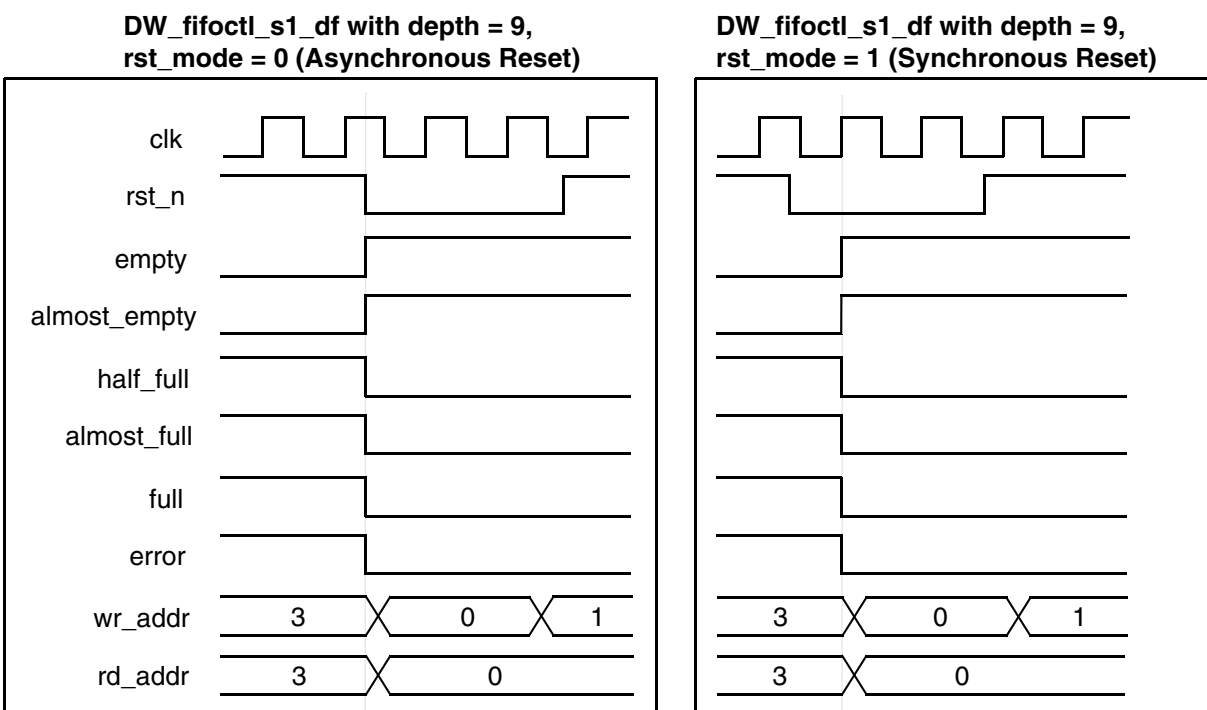 DW_fifoctl_s1_df with depth = 9,
rst_mode = 0 (Asynchronous Reset)
clk
rst_n
empty
almost_empty
half_full
almost_full
full
error
wr_addr 3 0 1
rd_addr 3 0
DW_fifoctl_s1_df with depth = 9,
rst_mode = 1 (Synchronous Reset)
3 0 1
3 0